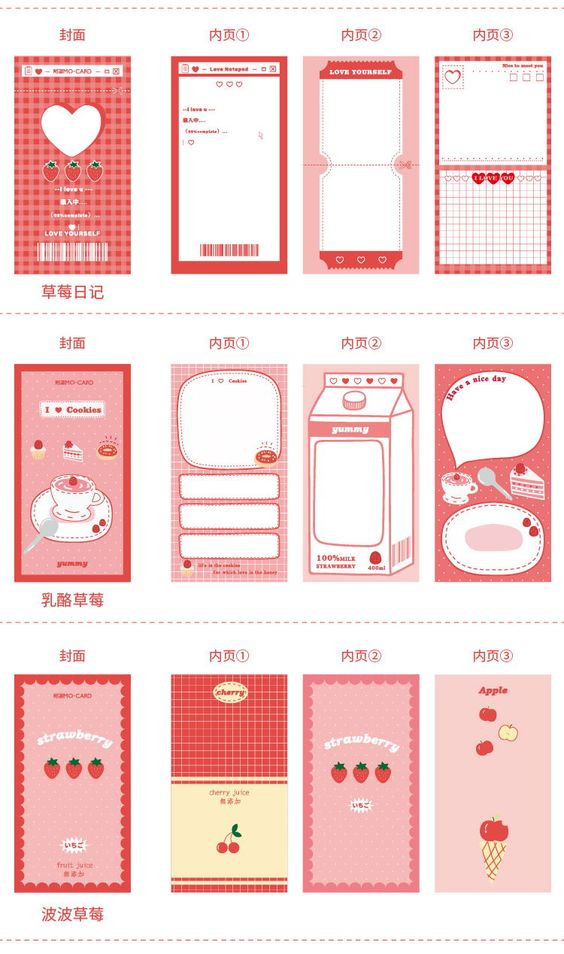 封面 内页① 内页② 内页③
MO-CARD
--I love u ---
输入中...
(99%complete) ...
LOVE YOURSELF
Love Notepad
--I love u ---
输入中...
(99%complete) ...
LOVE YOURSELF
Nice to meet you
I LOVE YOU
草莓日记
封面 内页① 内页② 内页③
MO-CARD
I Cookies
yummy
I Cookies
life is the cookies
for which love is the honey
yummy
100%MILK
STRAWBERRY
400ml
Have a nice day
乳酪草莓
封面 内页① 内页② 内页③
MO-CARD
strawberry
いちご
fruit juice
無添加
cherry
cherry juice
無添加
strawberry
いちご
Apple
波波草莓